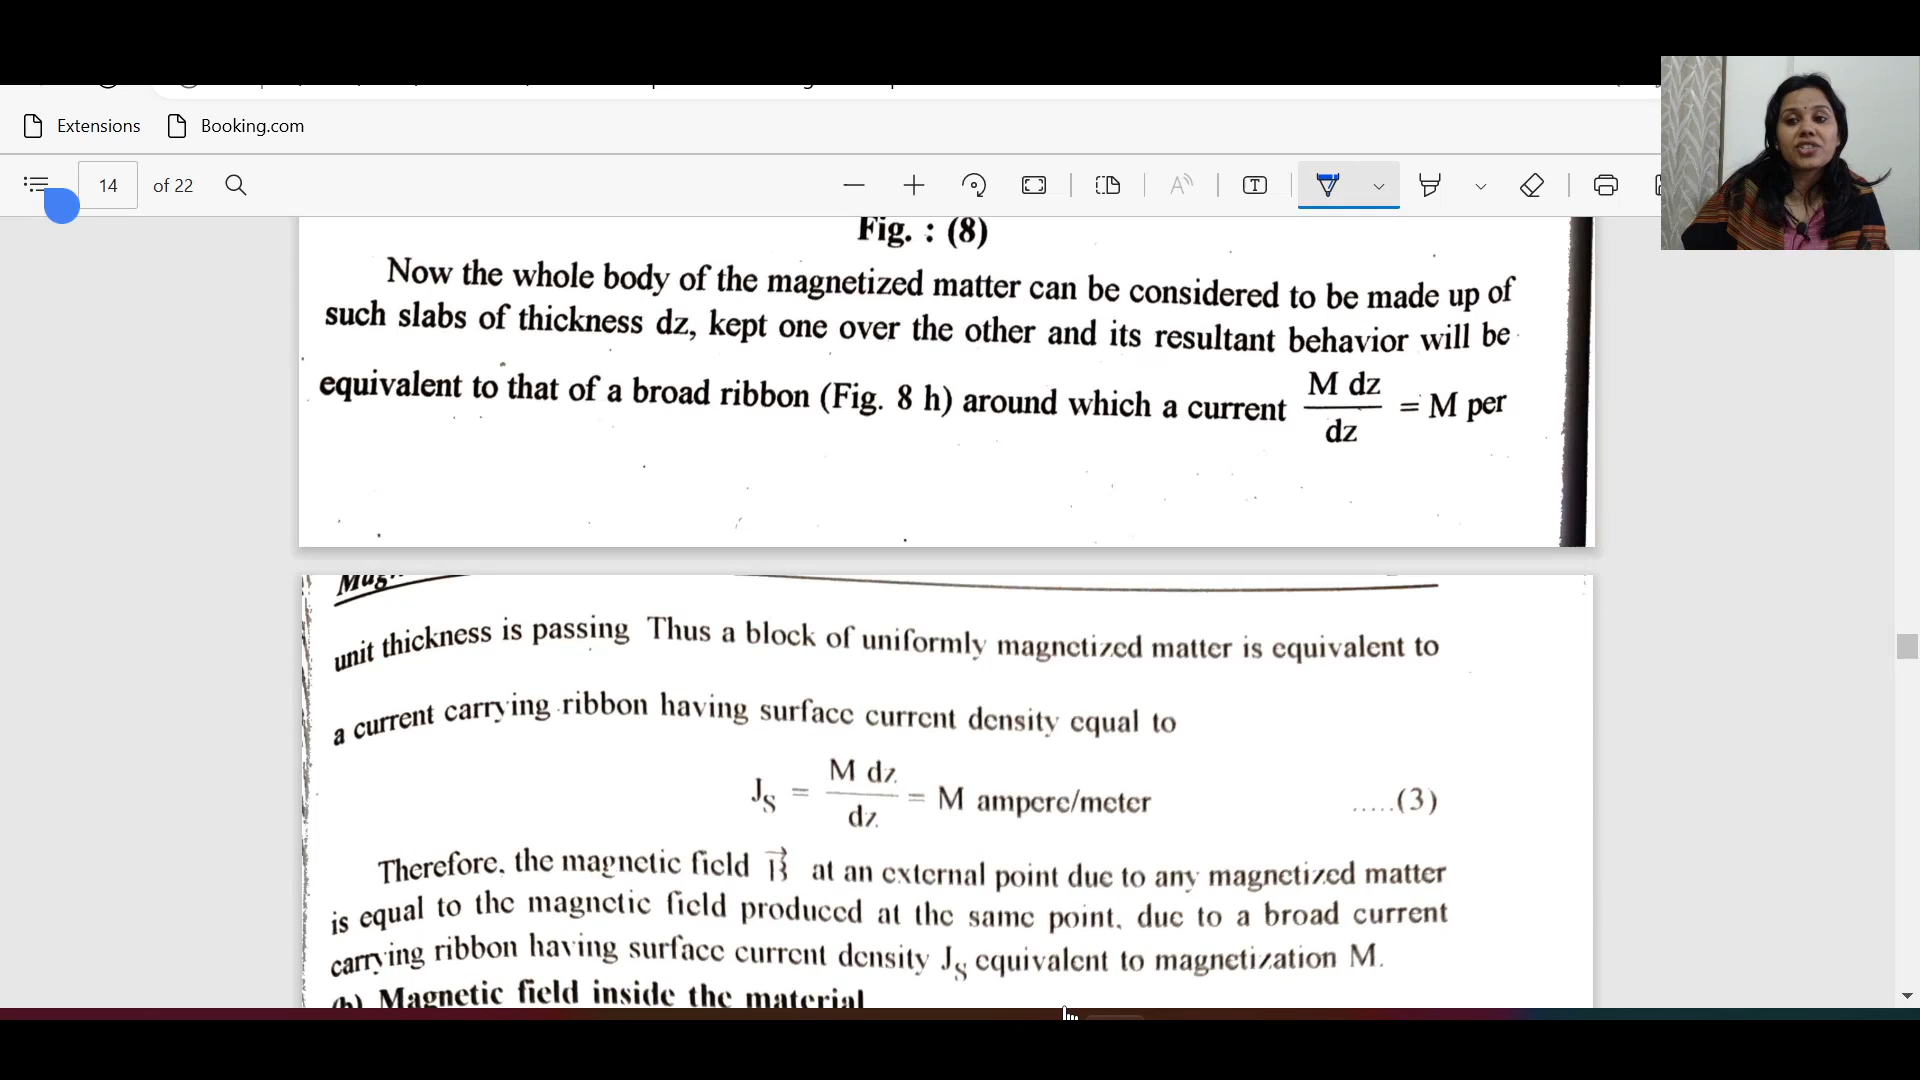 Extensions Booking.com
14 of 22
Fig. : (8)
Now the whole body of the magnetized matter can be considered to be made up of
such slabs of thickness dz, kept one over the other and its resultant behavior will be
equivalent to that of a broad ribbon (Fig. 8 h) around which a current M dz / dz = M per
unit thickness is passing Thus a block of uniformly magnetized matter is equivalent to
a current carrying ribbon having surface current density equal to
J_S = M dz / dz = M ampere/meter .....(3)
Therefore, the magnetic field B⃗ at an external point due to any magnetized matter
is equal to the magnetic field produced at the same point, due to a broad current
carrying ribbon having surface current density J_S equivalent to magnetization M.
(b) Magnetic field inside the material